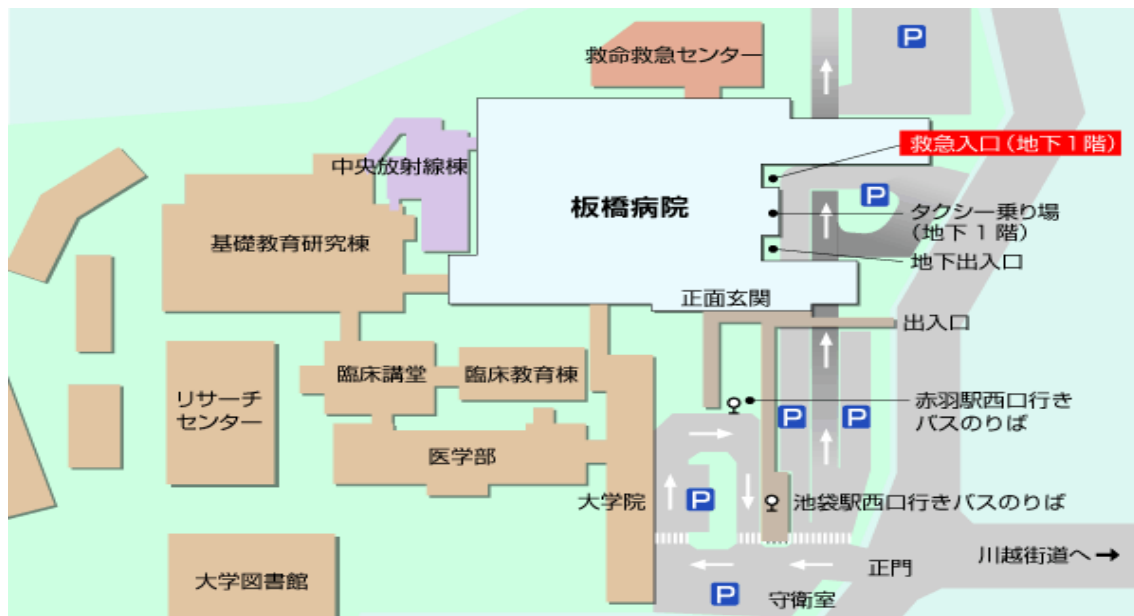 P
救命救急センター
救急入口(地下1階)
中央放射線棟
板橋病院
P
タクシー乗り場
(地下1階)
基礎教育研究棟
地下出入口
正面玄関
出入口
臨床講堂
臨床教育棟
リサーチ
センター
赤羽駅西口行き
バスのりば
P
P
医学部
大学院
P
池袋駅西口行きバスのりば
川越街道へ→
正門
大学図書館
P
守衛室